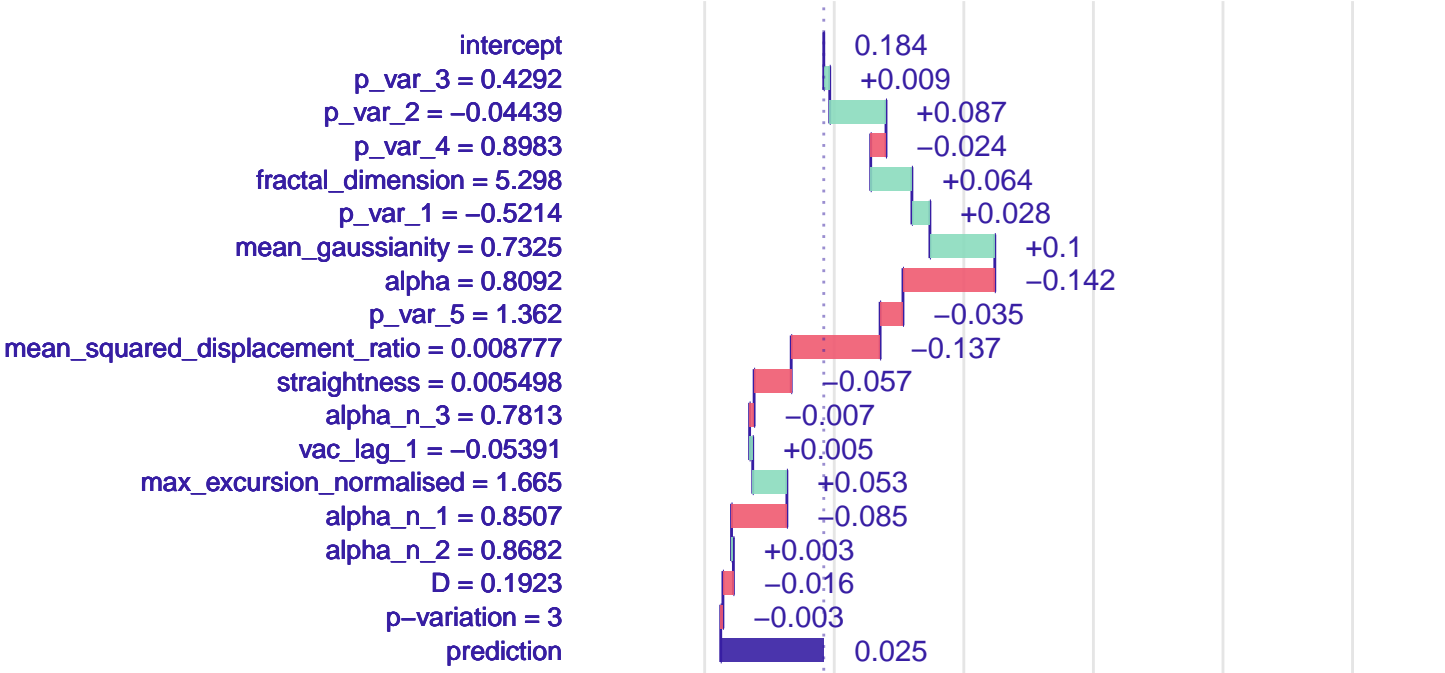 intercept 0.184
p_var_3 = 0.4292 +0.009
p_var_2 = −0.04439 +0.087
p_var_4 = 0.8983 −0.024
fractal_dimension = 5.298 +0.064
p_var_1 = −0.5214 +0.028
mean_gaussianity = 0.7325 +0.1
alpha = 0.8092 −0.142
p_var_5 = 1.362 −0.035
mean_squared_displacement_ratio = 0.008777 −0.137
straightness = 0.005498 −0.057
alpha_n_3 = 0.7813 −0.007
vac_lag_1 = −0.05391 +0.005
max_excursion_normalised = 1.665 +0.053
alpha_n_1 = 0.8507 −0.085
alpha_n_2 = 0.8682 +0.003
D = 0.1923 −0.016
p−variation = 3 −0.003
prediction 0.025